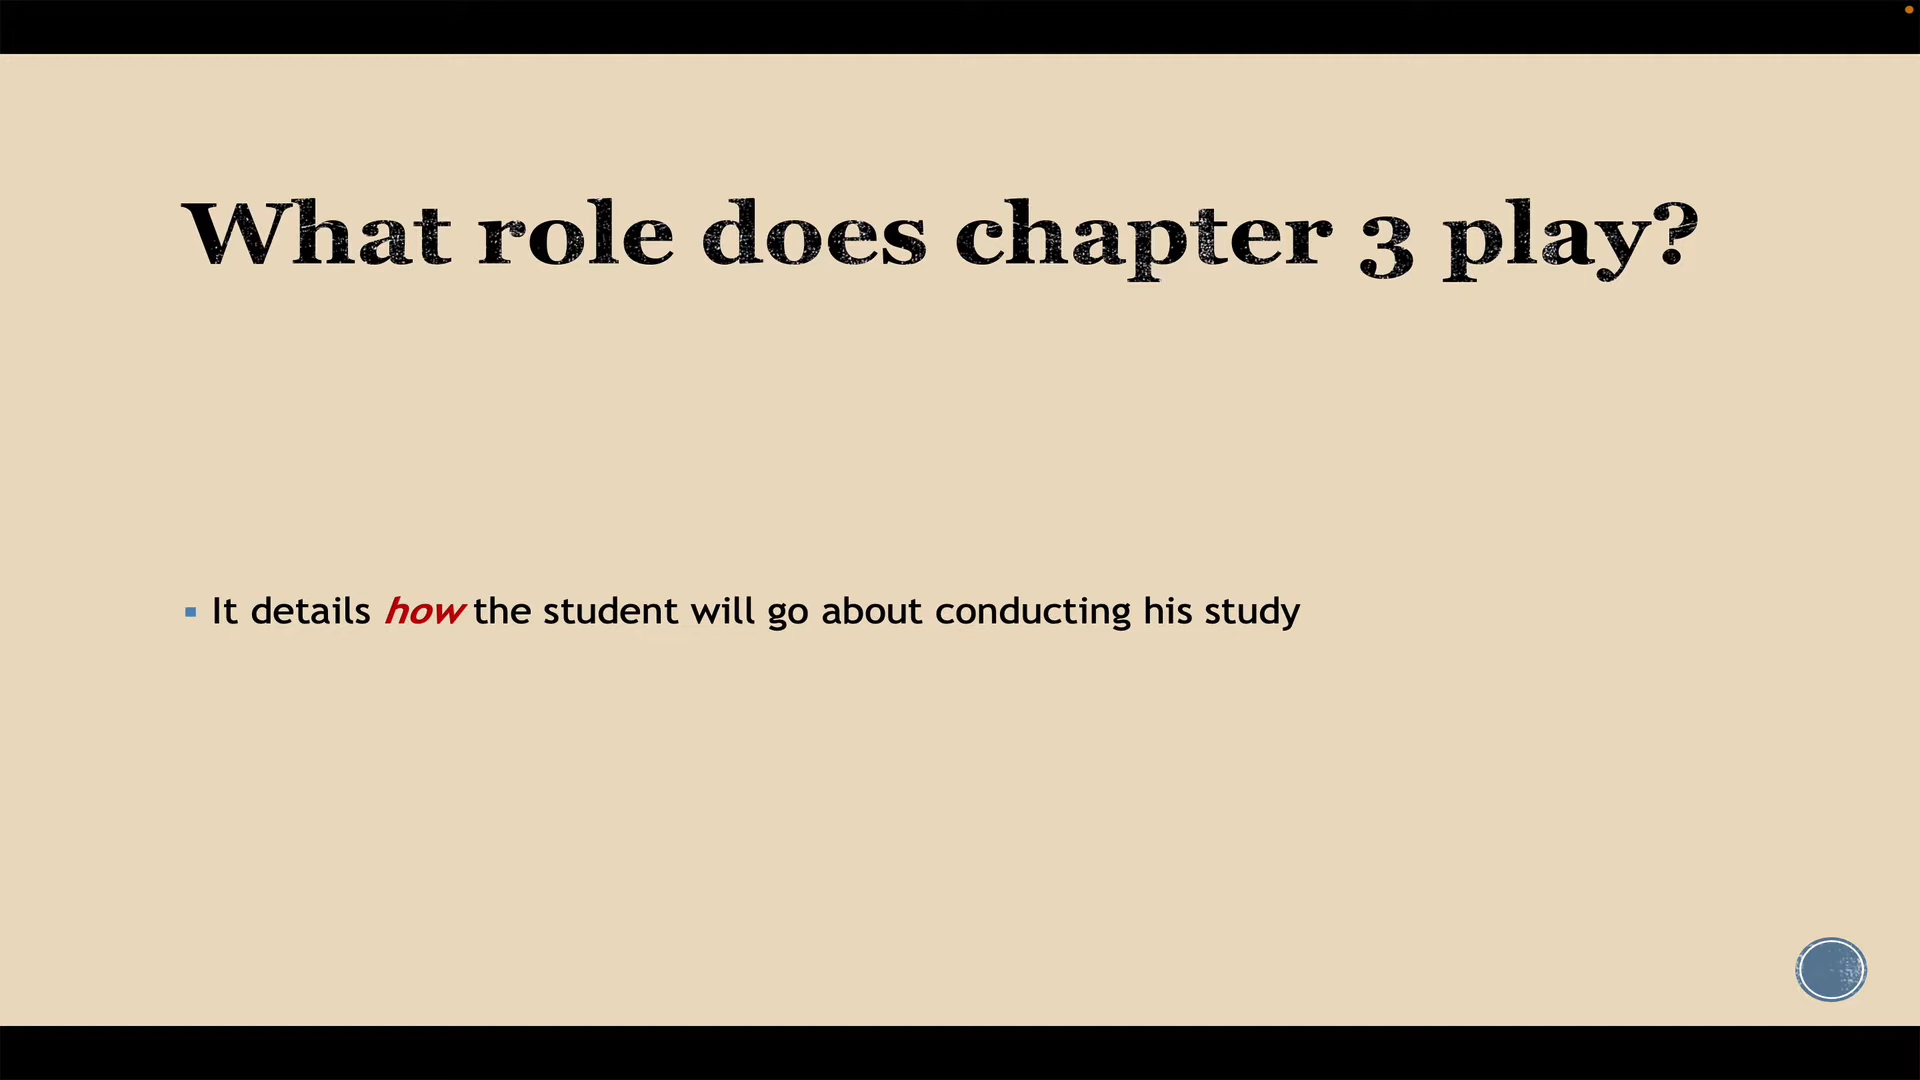 What role does chapter 3 play?
▪ It details how the student will go about conducting his study